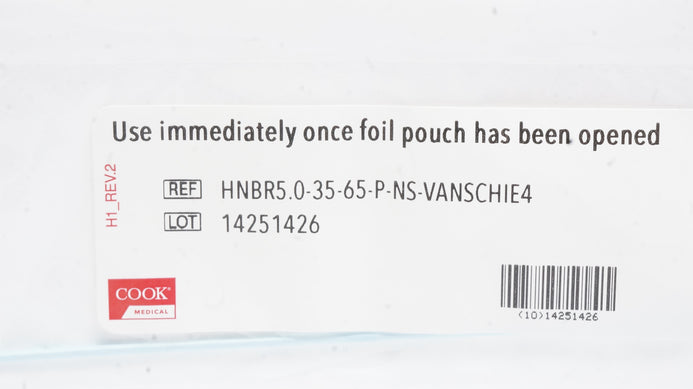 Use immediately once foil pouch has been opened
H1_REV.2
REF HNBR5.0-35-65-P-NS-VANSCHIE4
LOT 14251426
COOK®
MEDICAL
(10)14251426